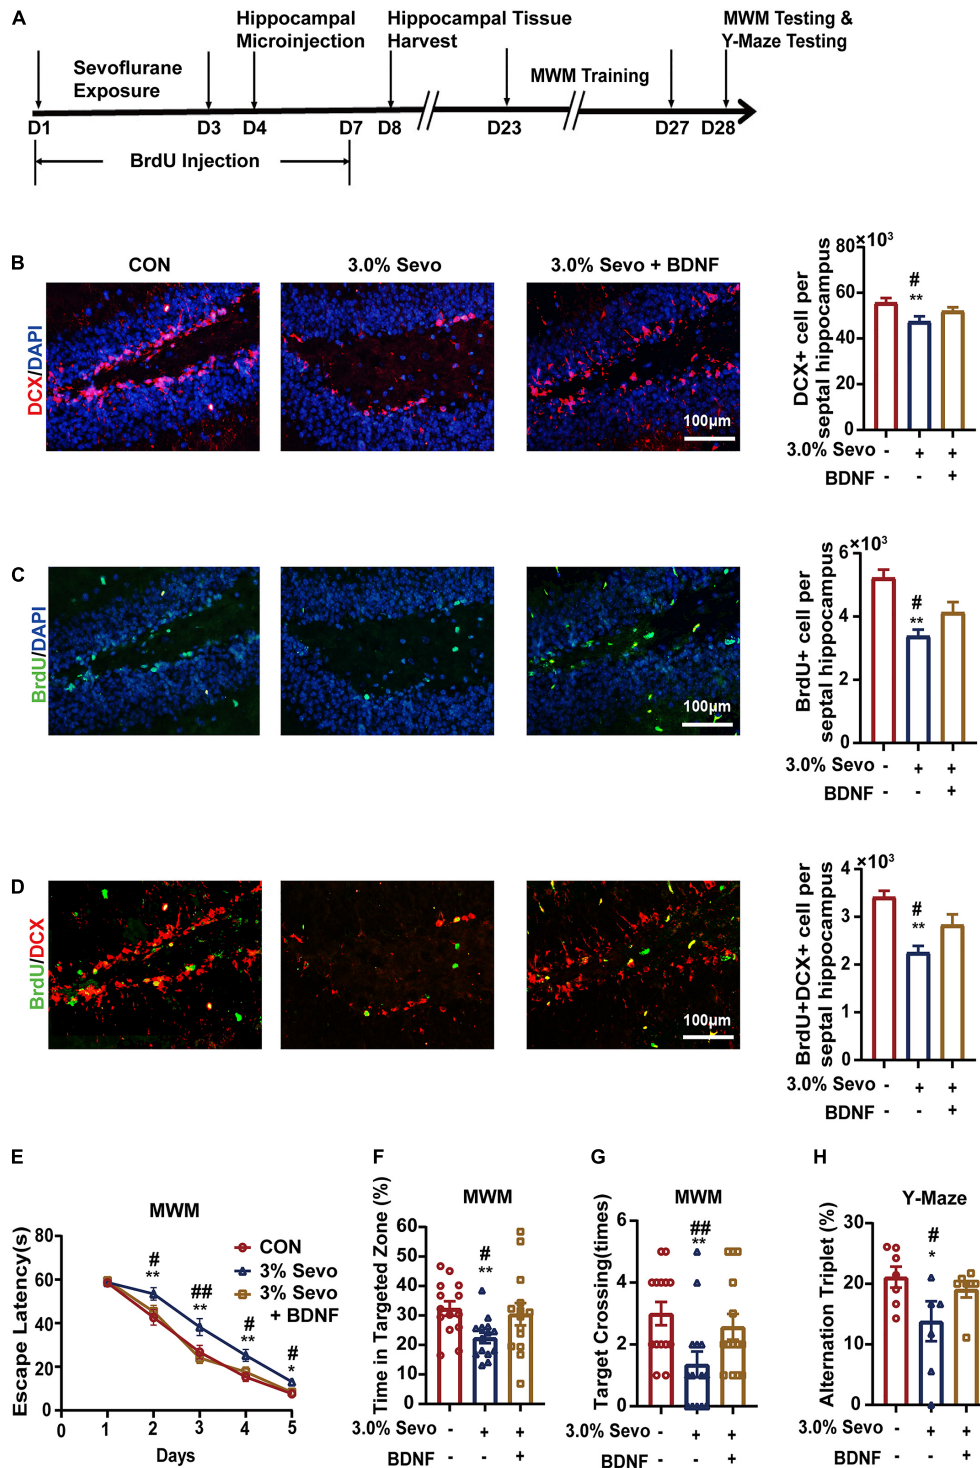 A
Hippocampal
Microinjection
Hippocampal Tissue
Harvest
MWM Testing &
Y-Maze Testing
Sevoflurane
Exposure
MWM Training
D1
D3
D4
D7
D8
D23
D27
D28
BrdU Injection
B
CON
3.0% Sevo
3.0% Sevo + BDNF
DCX/DAPI
100μm
DCX+ cell per
septal hippocampus
×10³
80
60
40
20
0
#
**
3.0% Sevo - + +
BDNF - - +
C
BrdU/DAPI
100μm
BrdU+ cell per
septal hippocampus
×10³
6
4
2
0
#
**
3.0% Sevo - + +
BDNF - - +
D
BrdU/DCX
100μm
BrdU+DCX+ cell per
septal hippocampus
×10³
4
3
2
1
0
#
**
3.0% Sevo - + +
BDNF - - +
E
MWM
Escape Latency(s)
80
60
40
20
0
CON
3% Sevo
3% Sevo
+ BDNF
#
**
##
**
#
**
#
*
0 1 2 3 4 5
Days
F
MWM
Time in Targeted Zone (%)
60
50
40
30
20
10
0
#
**
3.0% Sevo - + +
BDNF - - +
G
MWM
Target Crossing(times)
6
4
2
0
##
**
3.0% Sevo - + +
BDNF - - +
H
Y-Maze
Alternation Triplet (%)
30
20
10
0
#
*
3.0% Sevo - + +
BDNF - - +